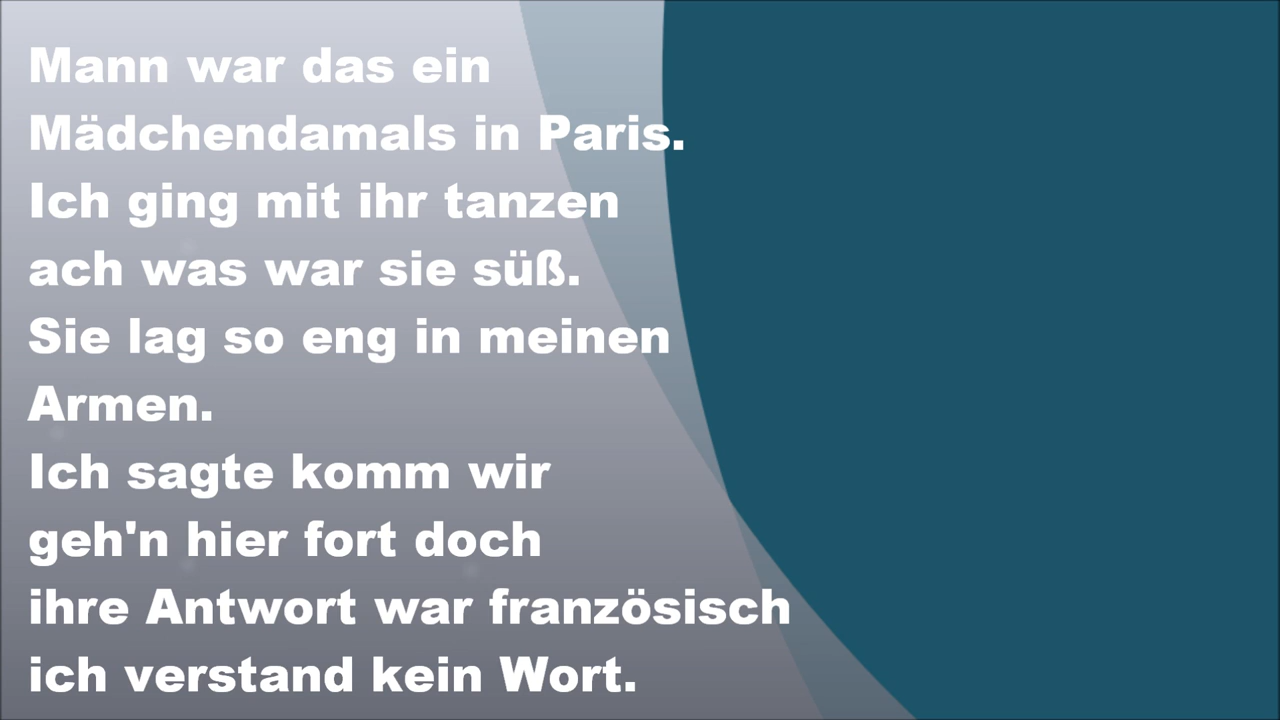 Mann war das ein
Mädchendamals in Paris.
Ich ging mit ihr tanzen
ach was war sie süß.
Sie lag so eng in meinen
Armen.
Ich sagte komm wir
geh'n hier fort doch
ihre Antwort war französisch
ich verstand kein Wort.